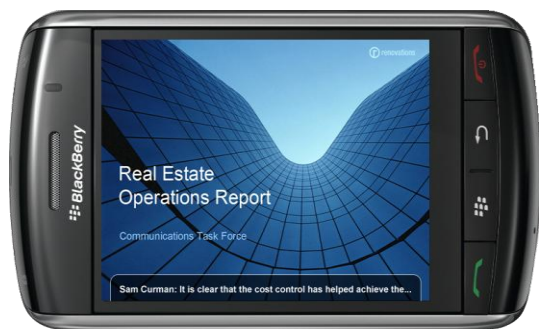 renovations
Real Estate
Operations Report
Communications Task Force
Sam Curman: It is clear that the cost control has helped achieve the...
BlackBerry